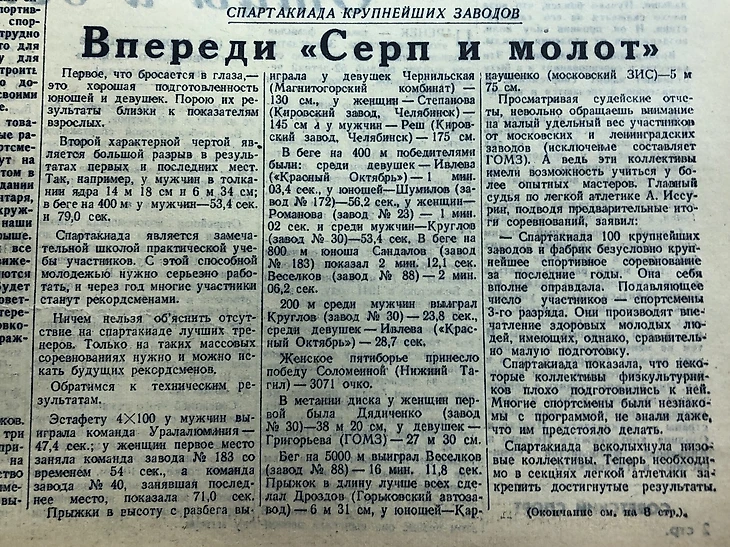 СПАРТАКИАДА КРУПНЕЙШИХ ЗАВОДОВ
Впереди «Серп и молот»
Первое, что бросается в глаза,—
это хорошая подготовленность
юношей и девушек. Порою их ре-
зультаты близки к показателям
взрослых.
Второй характерной чертой яв-
ляется большой разрыв в резуль-
татах первых и последних мест.
Так, например, у мужчин в толка-
нии ядра 14 м 18 см и 6 м 34 см;
в беге на 400 м у мужчин—53,4 сек.
и 79,0 сек.
Спартакиада является замеча-
тельной школой практической уче-
бы участников. С этой способной
молодежью нужно серьезно рабо-
тать, и через год многие участники
станут рекордсменами.
Ничем нельзя об'яснить отсут-
ствие на спартакиаде лучших тре-
неров. Только на таких массовых
соревнованиях нужно и можно ис-
кать будущих рекордсменов.
Обратимся к техническим ре-
зультатам.
Эстафету 4×100 у мужчин вы-
играла команда Уралалюминия—
47,4 сек.; у женщин первое место
заняла команда завода № 183 со
временем 54 сек., а команда
завода № 40, занявшая послед-
нее место, показала 71,0 сек.
Прыжки в высоту с разбега вы-
играла у девушек Чернильская
(Магнитогорский комбинат) —
130 см., у женщин—Степанова
(Кировский завод, Челябинск)—
145 см и у мужчин — Реш (Киров-
ский завод, Челябинск)—175 см.
В беге на 400 м победителями
были: среди девушек — Ивлева
(«Красный Октябрь») — 1 мин.
03,4 сек., у юношей—Шумилов (за-
вод № 172)—56,2 сек., у женщин—
Романова (завод № 23) — 1 мин.
02 сек. и среди мужчин—Круглов
(завод № 30)—53,4 сек. В беге на
800 м юноша Сандалов (завод
№ 183) показал 2 мин. 12,1 сек.
Веселков (завод № 88) — 2 мин.
06,2 сек.
200 м среди мужчин выиграл
Круглов (завод № 30) — 23,8 сек.,
среди девушек—Ивлева («Крас-
ный Октябрь») — 28,7 сек.
Женское пятиборье принесло
победу Соломенной (Нижний Та-
гил) — 3071 очко.
В метании диска у женщин пер-
вой была Дядиченко (завод
№ 30)—38 м 20 см, у девушек —
Григорьева (ГОМЗ) — 27 м 30 см.
Бег на 5000 м выиграл Веселков
(завод № 88) — 16 мин. 11,8 сек.
Прыжок в длину лучше всех сде-
лал Дроздов (Горьковский автоза-
вод) — 6 м 31 см, у юношей—Кар-
наушенко (московский ЗИС)—5 м
75 см.
Просматривая судейские отче-
ты, невольно обращаешь внимание
на малый удельный вес участников
от московских и ленинградских
заводов (исключение составляет
ГОМЗ). А ведь эти коллективы
имели возможность учиться у бо-
лее опытных мастеров. Главный
судья по легкой атлетике А. Иссу-
рин, подводя предварительные ито-
ги соревнований, заявил:
— Спартакиада 100 крупнейших
заводов и фабрик безусловно круп-
нейшее спортивное соревнование
за последние годы. Она себя
вполне оправдала. Подавляющее
число участников — спортсмены
3-го разряда. Они производят впе-
чатление здоровых молодых лю-
дей, имеющих, однако, сравнитель-
но малую подготовку.
Спартакиада показала, что неко-
торые коллективы физкультурни-
ков плохо подготовились к ней.
Многие спортсмены были незнако-
мы с программой, не знали даже,
что им предстояло делать.
Спартакиада всколыхнула низо-
вые коллективы. Теперь необходи-
мо в секциях легкой атлетики за-
крепить достигнутые результаты.
(Окончание см. на 8 стр.).